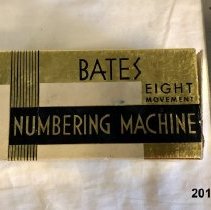 BATES
EIGHT
MOVEMENT
NUMBERING MACHINE
201